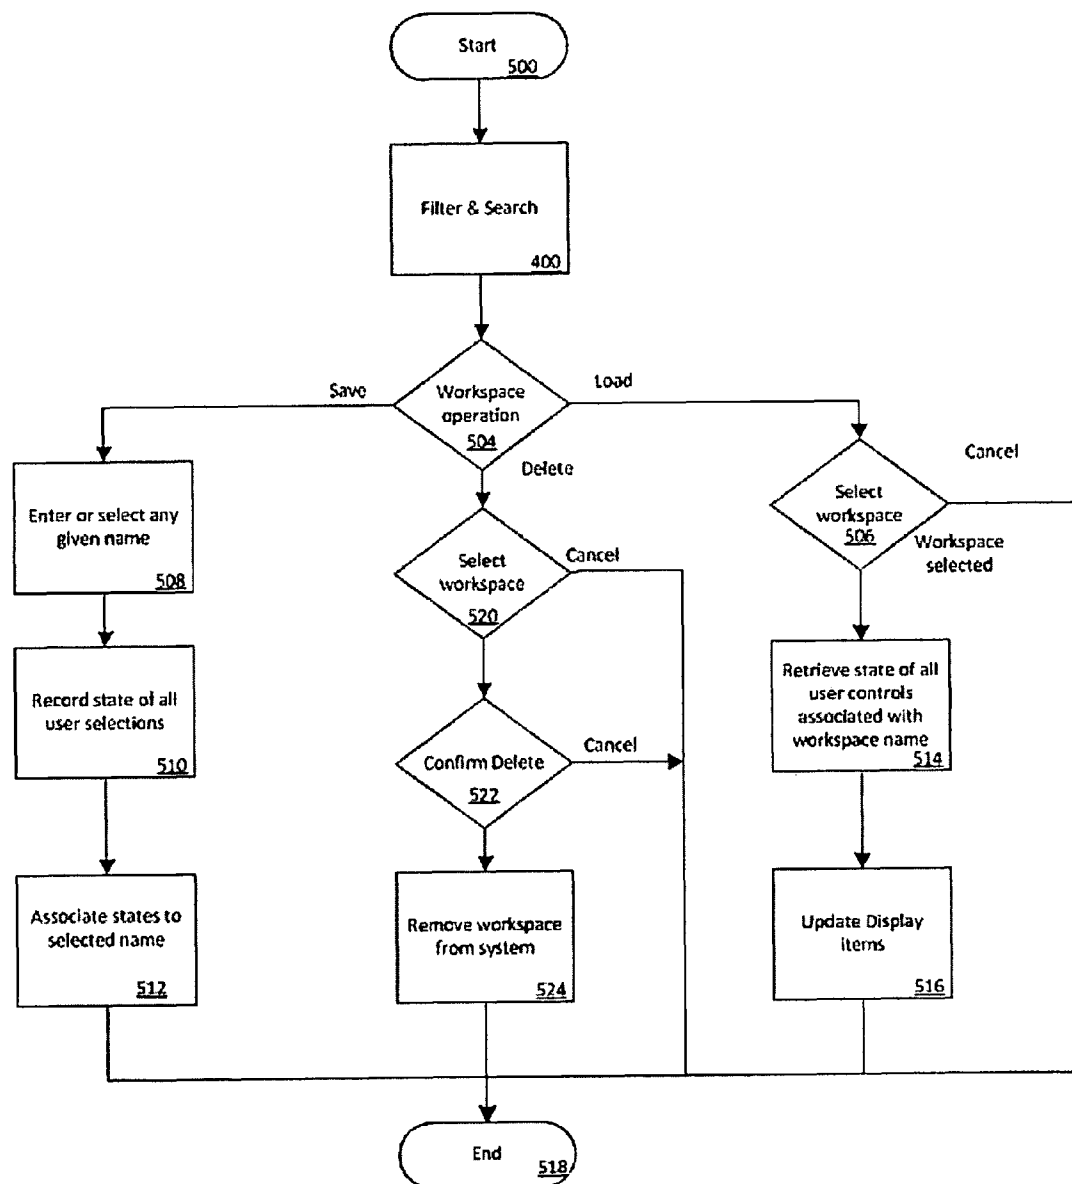 Start
500
Filter & Search
400
Save
Workspace
operation
504
Load
Delete
Enter or select any
given name
508
Select
workspace
520
Cancel
Select
workspace
506
Cancel
Workspace
selected
Record state of all
user selections
510
Confirm Delete
522
Cancel
Retrieve state of all
user controls
associated with
workspace name
514
Associate states to
selected name
512
Remove workspace
from system
524
Update Display
items
516
End
518